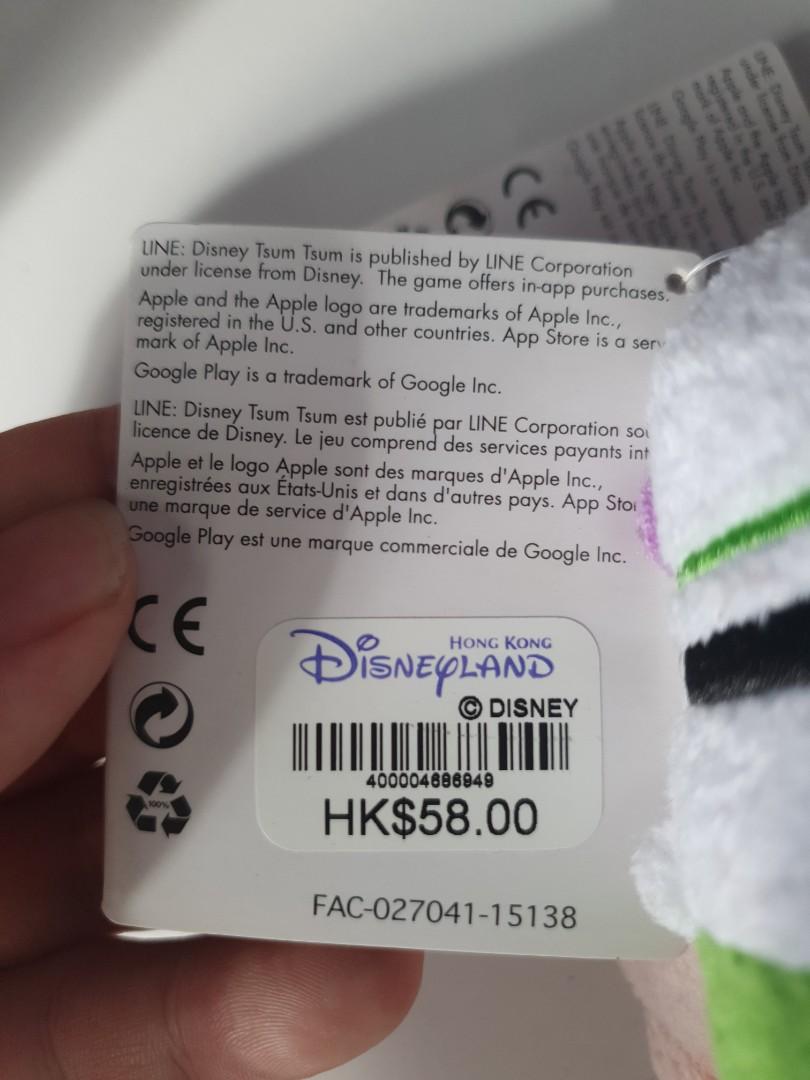 LINE: Disney Tsum Tsum is published by LINE Corporation
under license from Disney. The game offers in-app purchases.
Apple and the Apple logo are trademarks of Apple Inc.,
registered in the U.S. and other countries. App Store is a
mark of Apple Inc.
Google Play is a trademark of Google Inc.
LINE: Disney Tsum Tsum est publié par LINE Corporation
licence de Disney. Le jeu comprend des services payants
Apple et le logo Apple sont des marques d'Apple Inc.,
enregistrées aux États-Unis et dans d'autres pays. App
une marque de service d'Apple Inc.
Google Play est une marque commerciale de Google Inc.
CE
100%
HONG KONG
DISNEYLAND
© DISNEY
400004686949
HK$58.00
FAC-027041-15138
CE